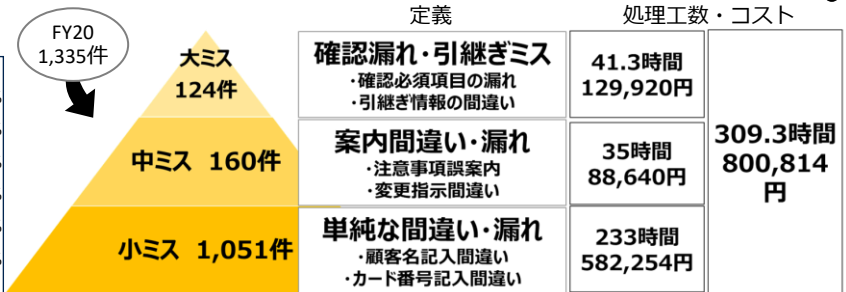 定義
処理工数・コスト
FY20
1,335件
大ミス
124件
確認漏れ・引継ぎミス
・確認必須項目の漏れ
・引継ぎ情報の間違い
41.3時間
129,920円
中ミス 160件
案内間違い・漏れ
・注意事項誤案内
・変更指示間違い
35時間
88,640円
309.3時間
800,814
円
小ミス 1,051件
単純な間違い・漏れ
・顧客名記入間違い
・カード番号記入間違い
233時間
582,254円